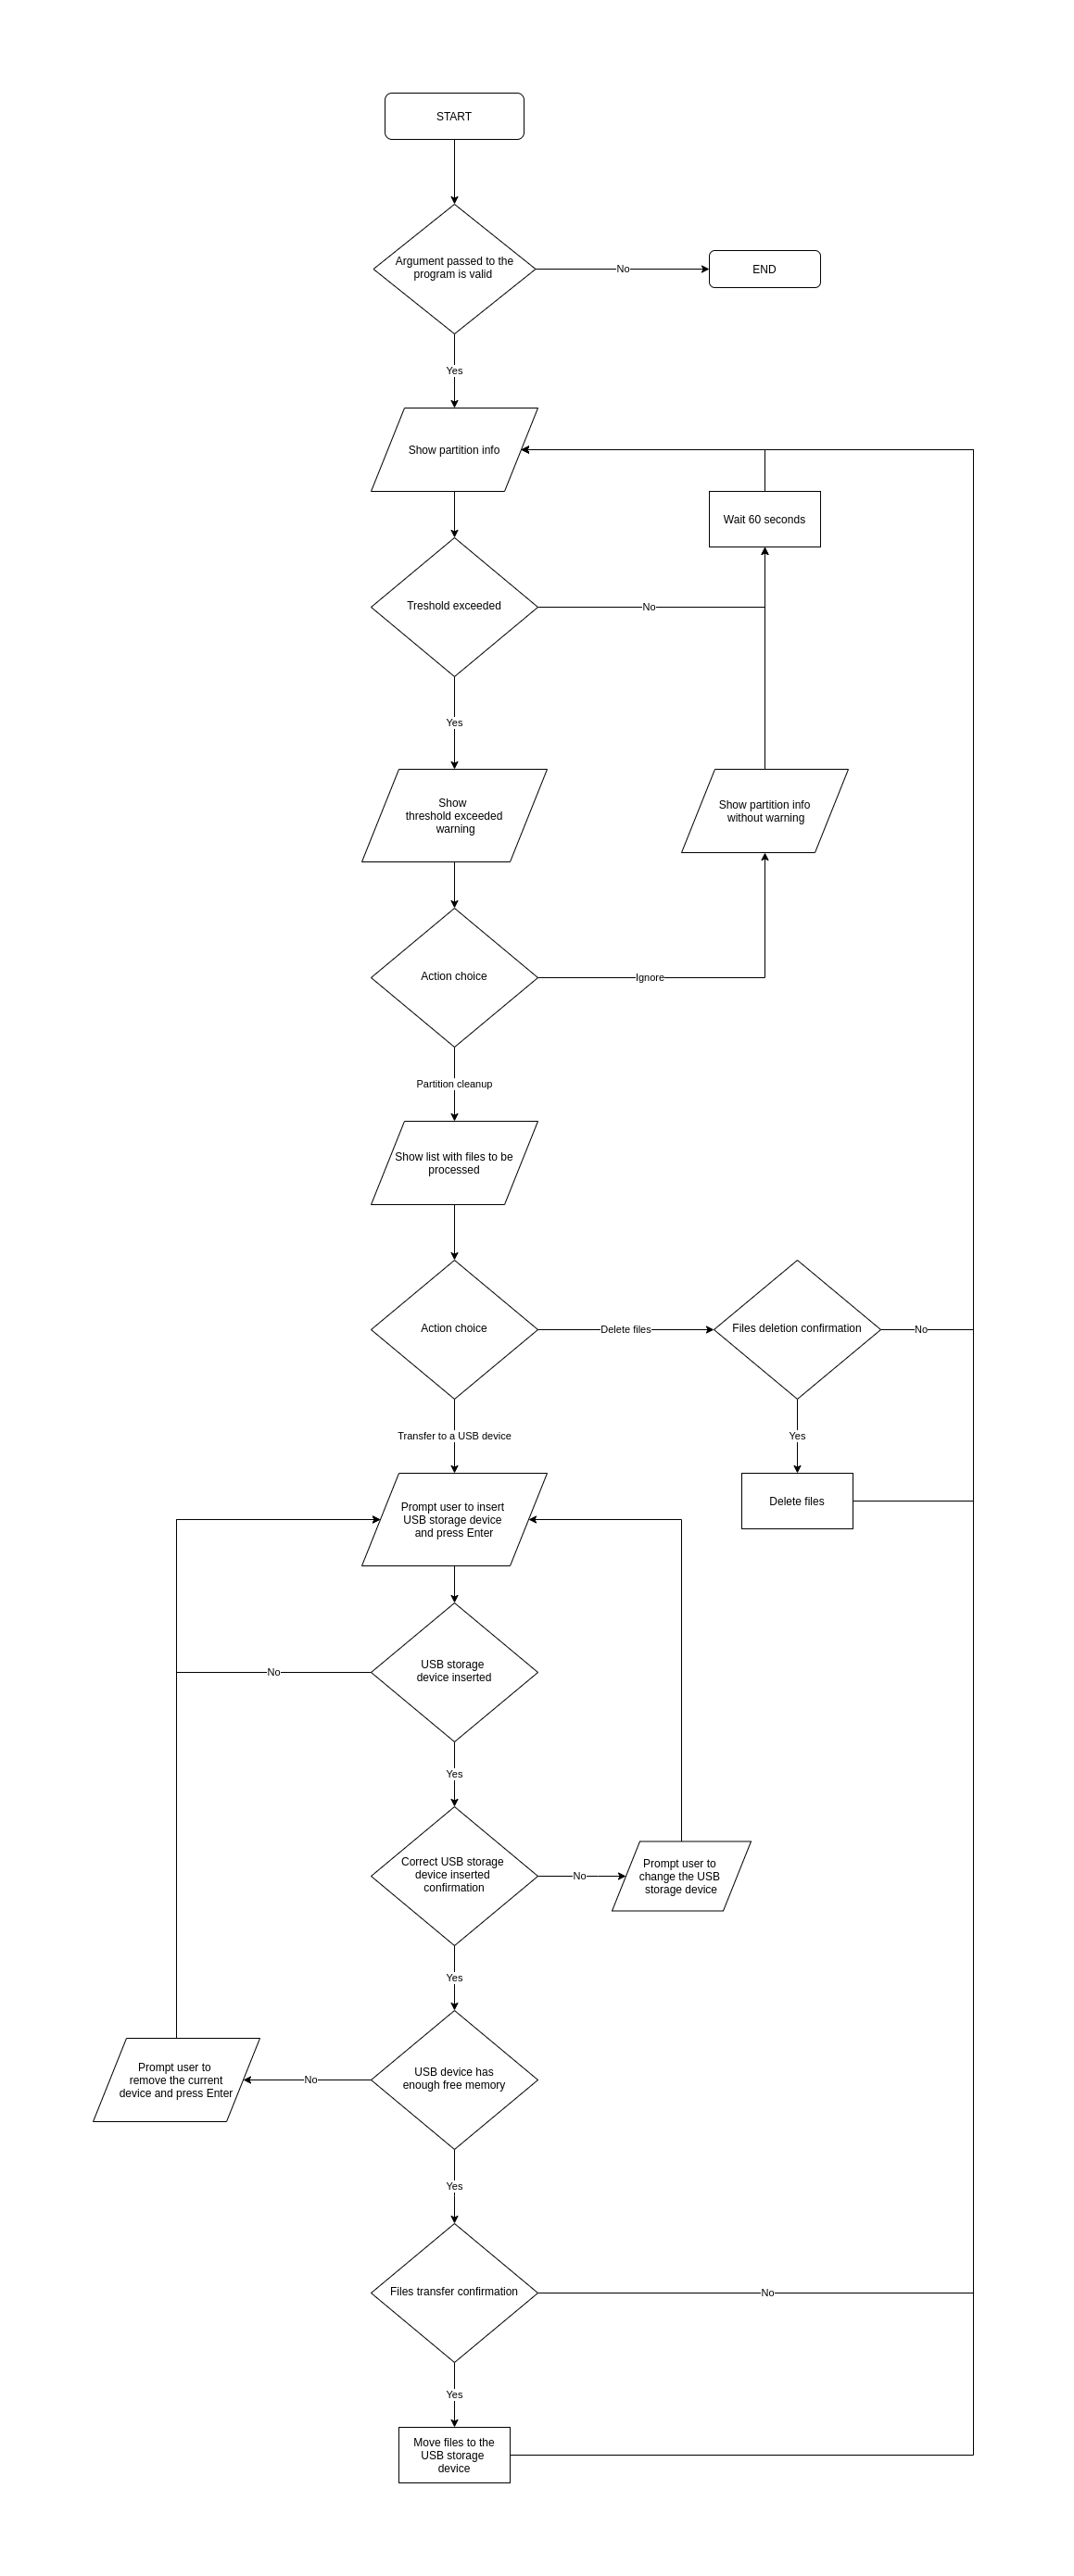 START
Argument passed to the
program is valid
No
END
Yes
Show partition info
Wait 60 seconds
Treshold exceeded
No
Yes
Show
threshold exceeded
warning
Show partition info
without warning
Action choice
Ignore
Partition cleanup
Show list with files to be
processed
Action choice
Delete files
Files deletion confirmation
No
Transfer to a USB device
Yes
Prompt user to insert
USB storage device
and press Enter
Delete files
USB storage
device inserted
No
Yes
Correct USB storage
device inserted
confirmation
No
Prompt user to
change the USB
storage device
Yes
USB device has
enough free memory
No
Prompt user to
remove the current
device and press Enter
Yes
Files transfer confirmation
No
Yes
Move files to the
USB storage
device